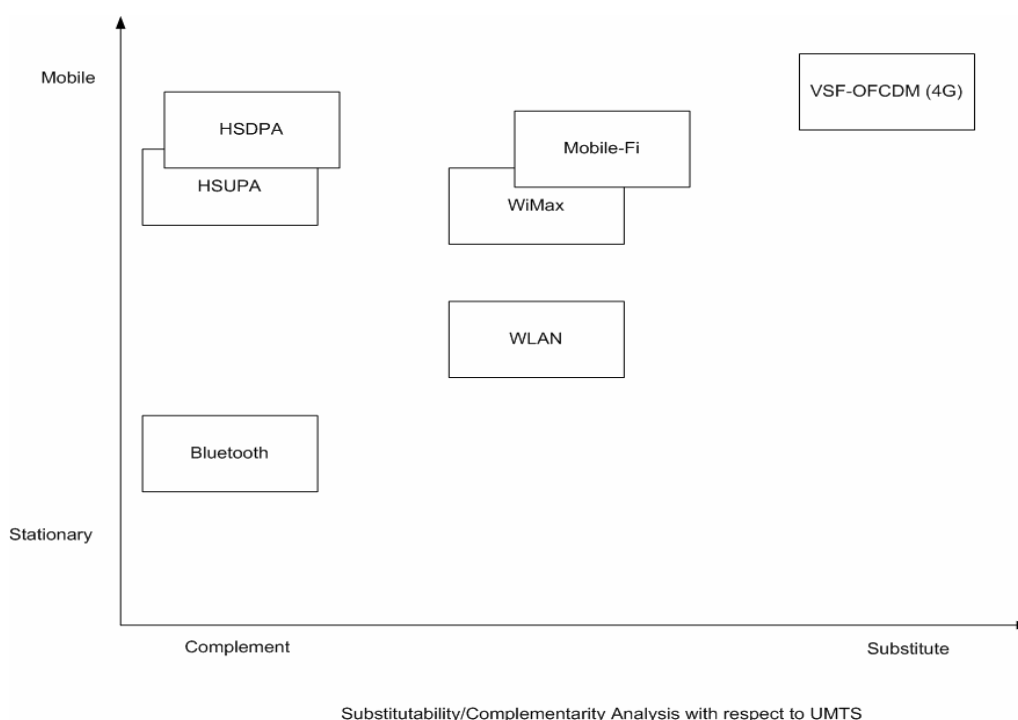 Mobile
VSF-OFCDM (4G)
HSDPA
Mobile-Fi
HSUPA
WiMax
WLAN
Bluetooth
Stationary
Complement
Substitute
Substitutability/Complementarity Analysis with respect to UMTS